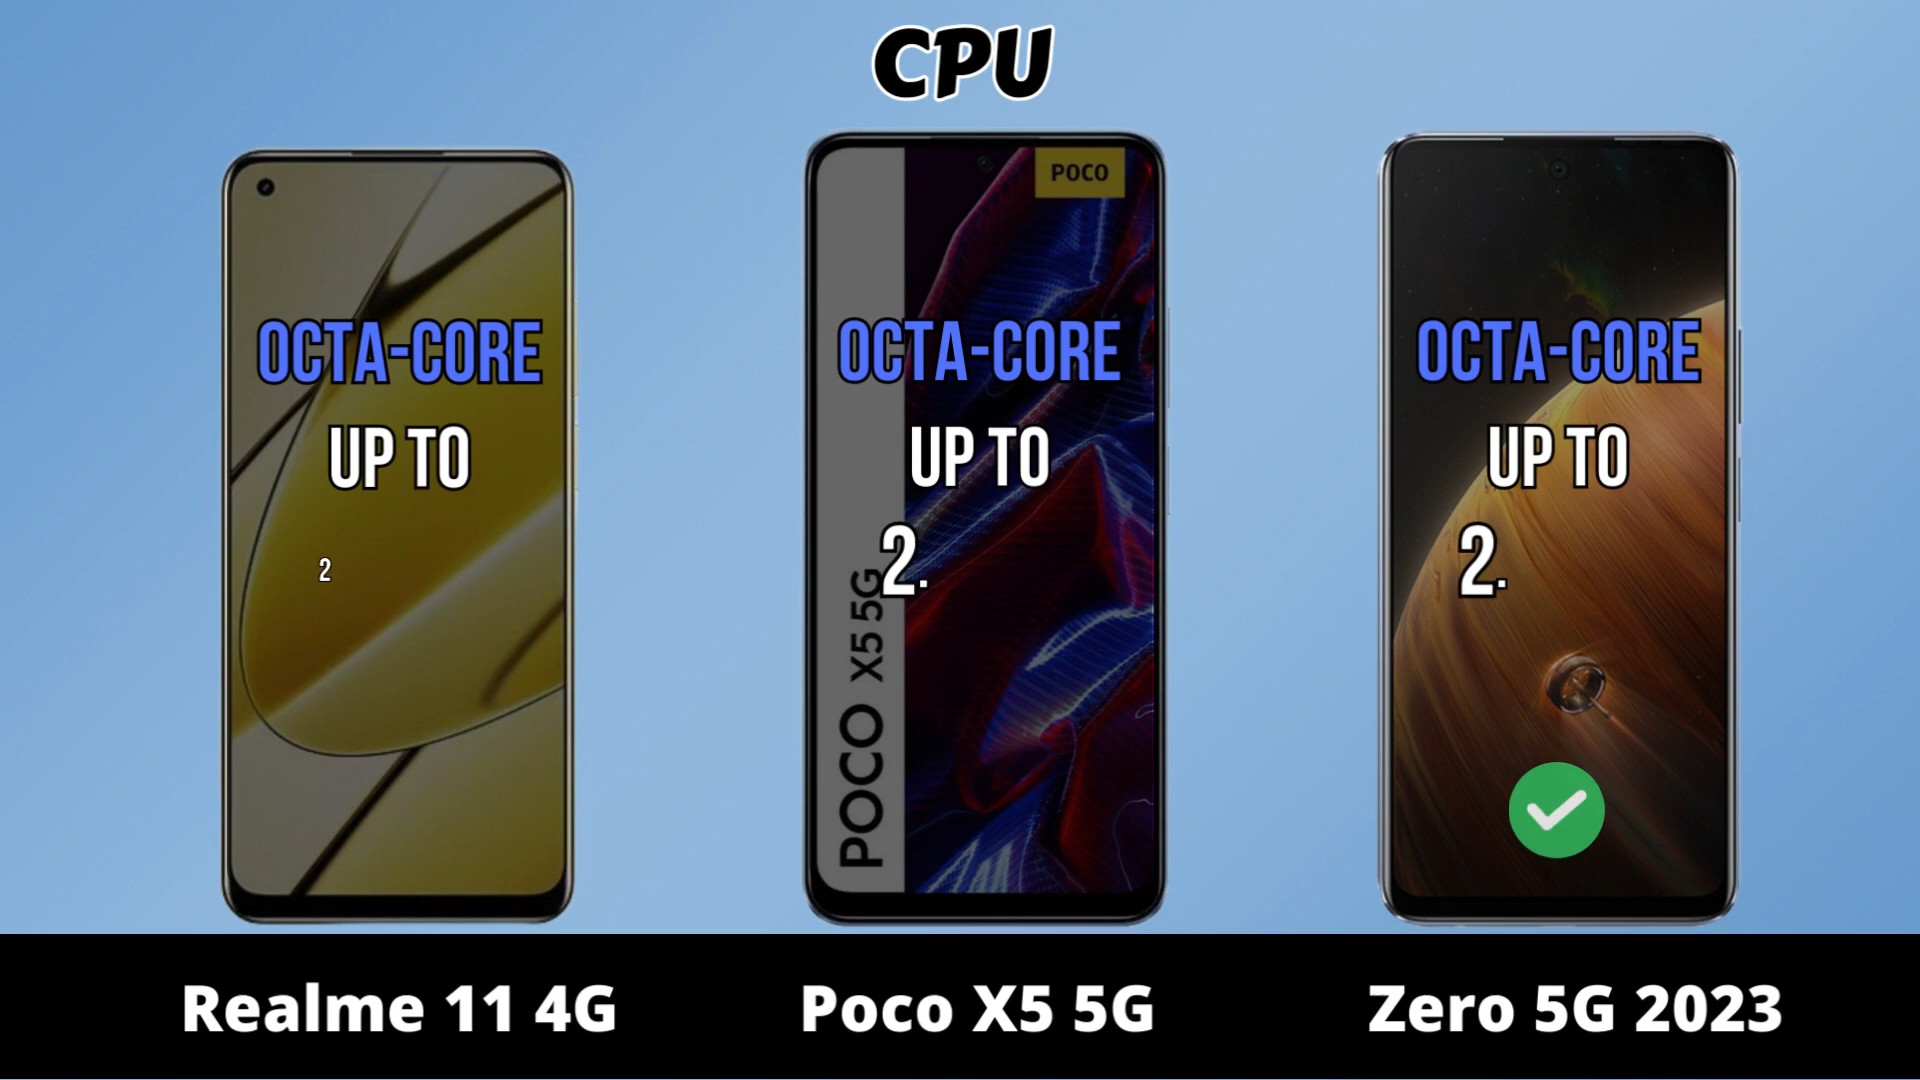 CPU
POCO
OCTA-CORE
UP TO
2
OCTA-CORE
UP TO
2.
POCO X5 5G
OCTA-CORE
UP TO
2.
Realme 11 4G
Poco X5 5G
Zero 5G 2023